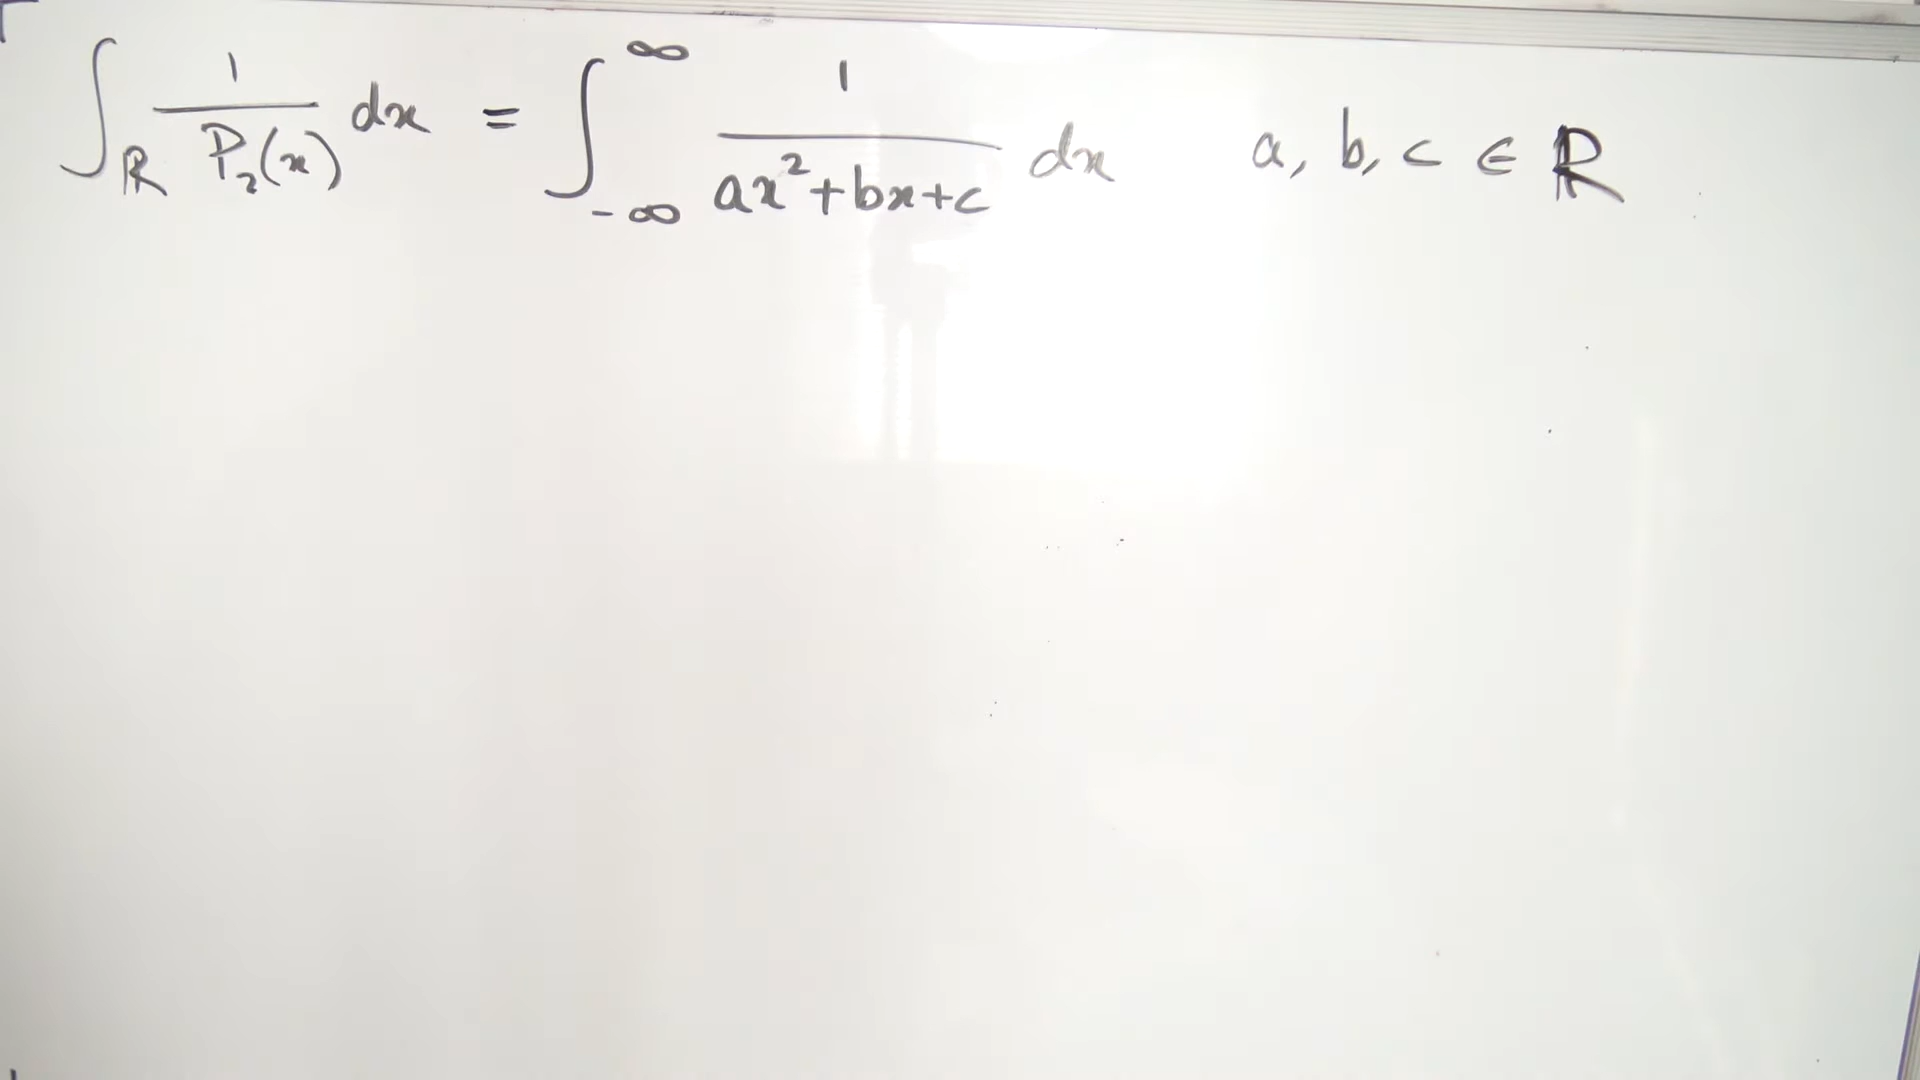 ∫_ℝ 1/P₂(x) dx = ∫_{-∞}^{∞} 1/(ax²+bx+c) dx a, b, c ∈ ℝ